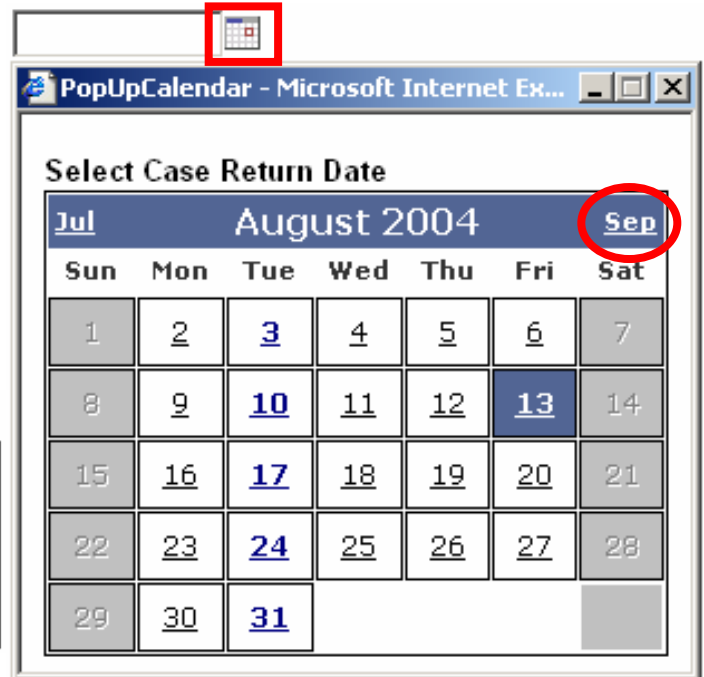 PopUpCalendar - Microsoft Internet Ex...
Select Case Return Date
Jul August 2004 Sep
Sun Mon Tue Wed Thu Fri Sat
1 2 3 4 5 6 7
8 9 10 11 12 13 14
15 16 17 18 19 20 21
22 23 24 25 26 27 28
29 30 31